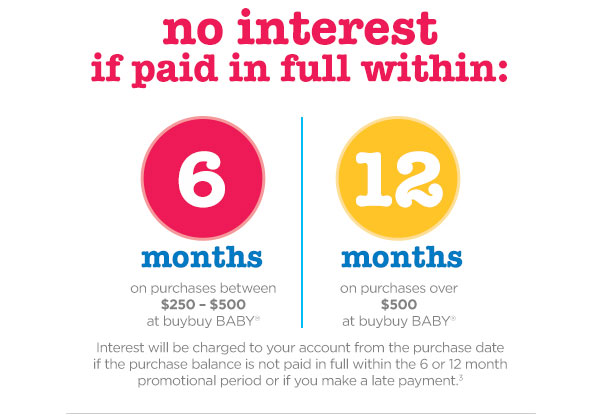 no interest
if paid in full within:
6
months
on purchases between
$250 – $500
at buybuy BABY®
12
months
on purchases over
$500
at buybuy BABY®
Interest will be charged to your account from the purchase date
if the purchase balance is not paid in full within the 6 or 12 month
promotional period or if you make a late payment.³